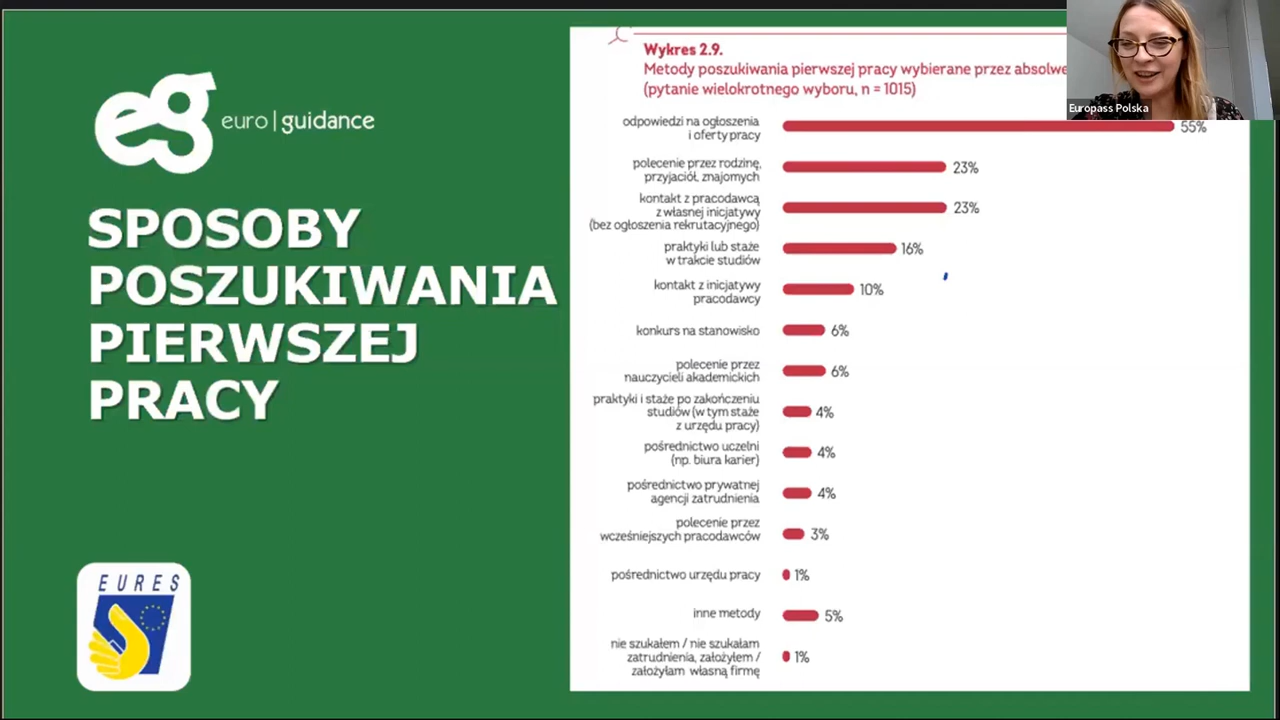 eg euro | guidance
SPOSOBY
POSZUKIWANIA
PIERWSZEJ
PRACY
EURES
Wykres 2.9.
Metody poszukiwania pierwszej pracy wybierane przez absolwe
(pytanie wielokrotnego wyboru, n = 1015)
odpowiedzi na ogłoszenia
i oferty pracy
55%
polecenie przez rodzinę,
przyjaciół, znajomych
23%
kontakt z pracodawcą
z własnej inicjatywy
(bez ogłoszenia rekrutacyjnego)
23%
praktyki lub staże
w trakcie studiów
16%
kontakt z inicjatywy
pracodawcy
10%
konkurs na stanowisko
6%
polecenie przez
nauczycieli akademickich
6%
praktyki i staże po zakończeniu
studiów (w tym staże
z urzędu pracy)
4%
pośrednictwo uczelni
(np. biura karier)
4%
pośrednictwo prywatnej
agencji zatrudnienia
4%
polecenie przez
wcześniejszych pracodawców
3%
pośrednictwo urzędu pracy
1%
inne metody
5%
nie szukałem / nie szukałam
zatrudnienia, założyłem /
założyłam własną firmę
1%
Europass Polska